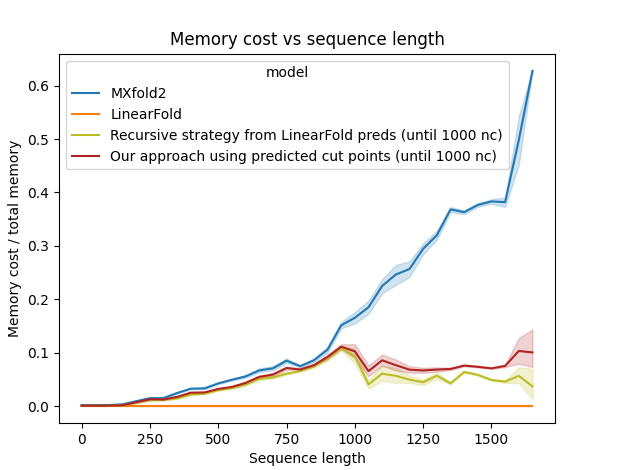 Memory cost vs sequence length
model
MXfold2
LinearFold
Recursive strategy from LinearFold preds (until 1000 nc)
Our approach using predicted cut points (until 1000 nc)
Memory cost / total memory
0.6
0.5
0.4
0.3
0.2
0.1
0.0
0 250 500 750 1000 1250 1500
Sequence length